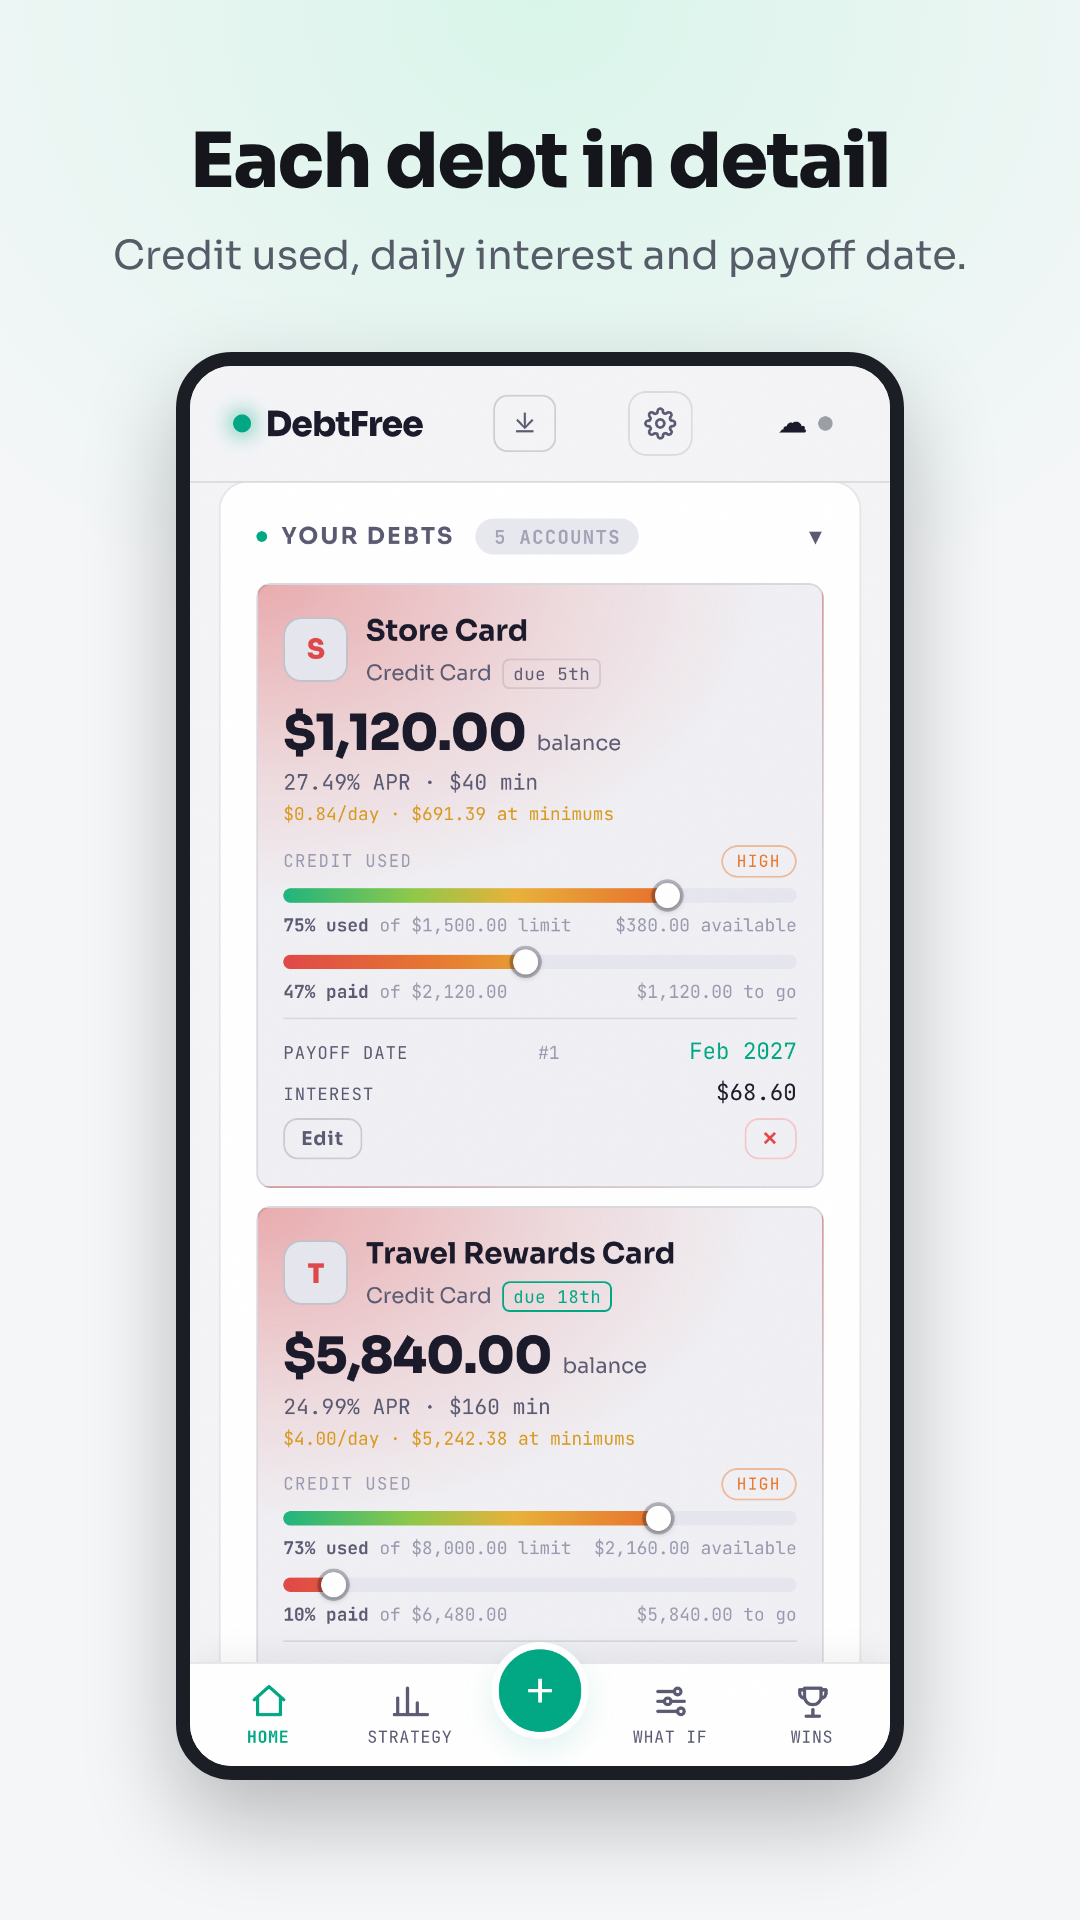 Each debt in detail
Credit used, daily interest and payoff date.
DebtFree
YOUR DEBTS 5 ACCOUNTS ▼
S
Store Card
Credit Card due 5th
$1,120.00 balance
27.49% APR · $40 min
$0.84/day · $691.39 at minimums
CREDIT USED HIGH
75% used of $1,500.00 limit $380.00 available
47% paid of $2,120.00 $1,120.00 to go
PAYOFF DATE #1 Feb 2027
INTEREST $68.60
Edit ×
T
Travel Rewards Card
Credit Card due 18th
$5,840.00 balance
24.99% APR · $160 min
$4.00/day · $5,242.38 at minimums
CREDIT USED HIGH
73% used of $8,000.00 limit $2,160.00 available
10% paid of $6,480.00 $5,840.00 to go
+
HOME STRATEGY WHAT IF WINS